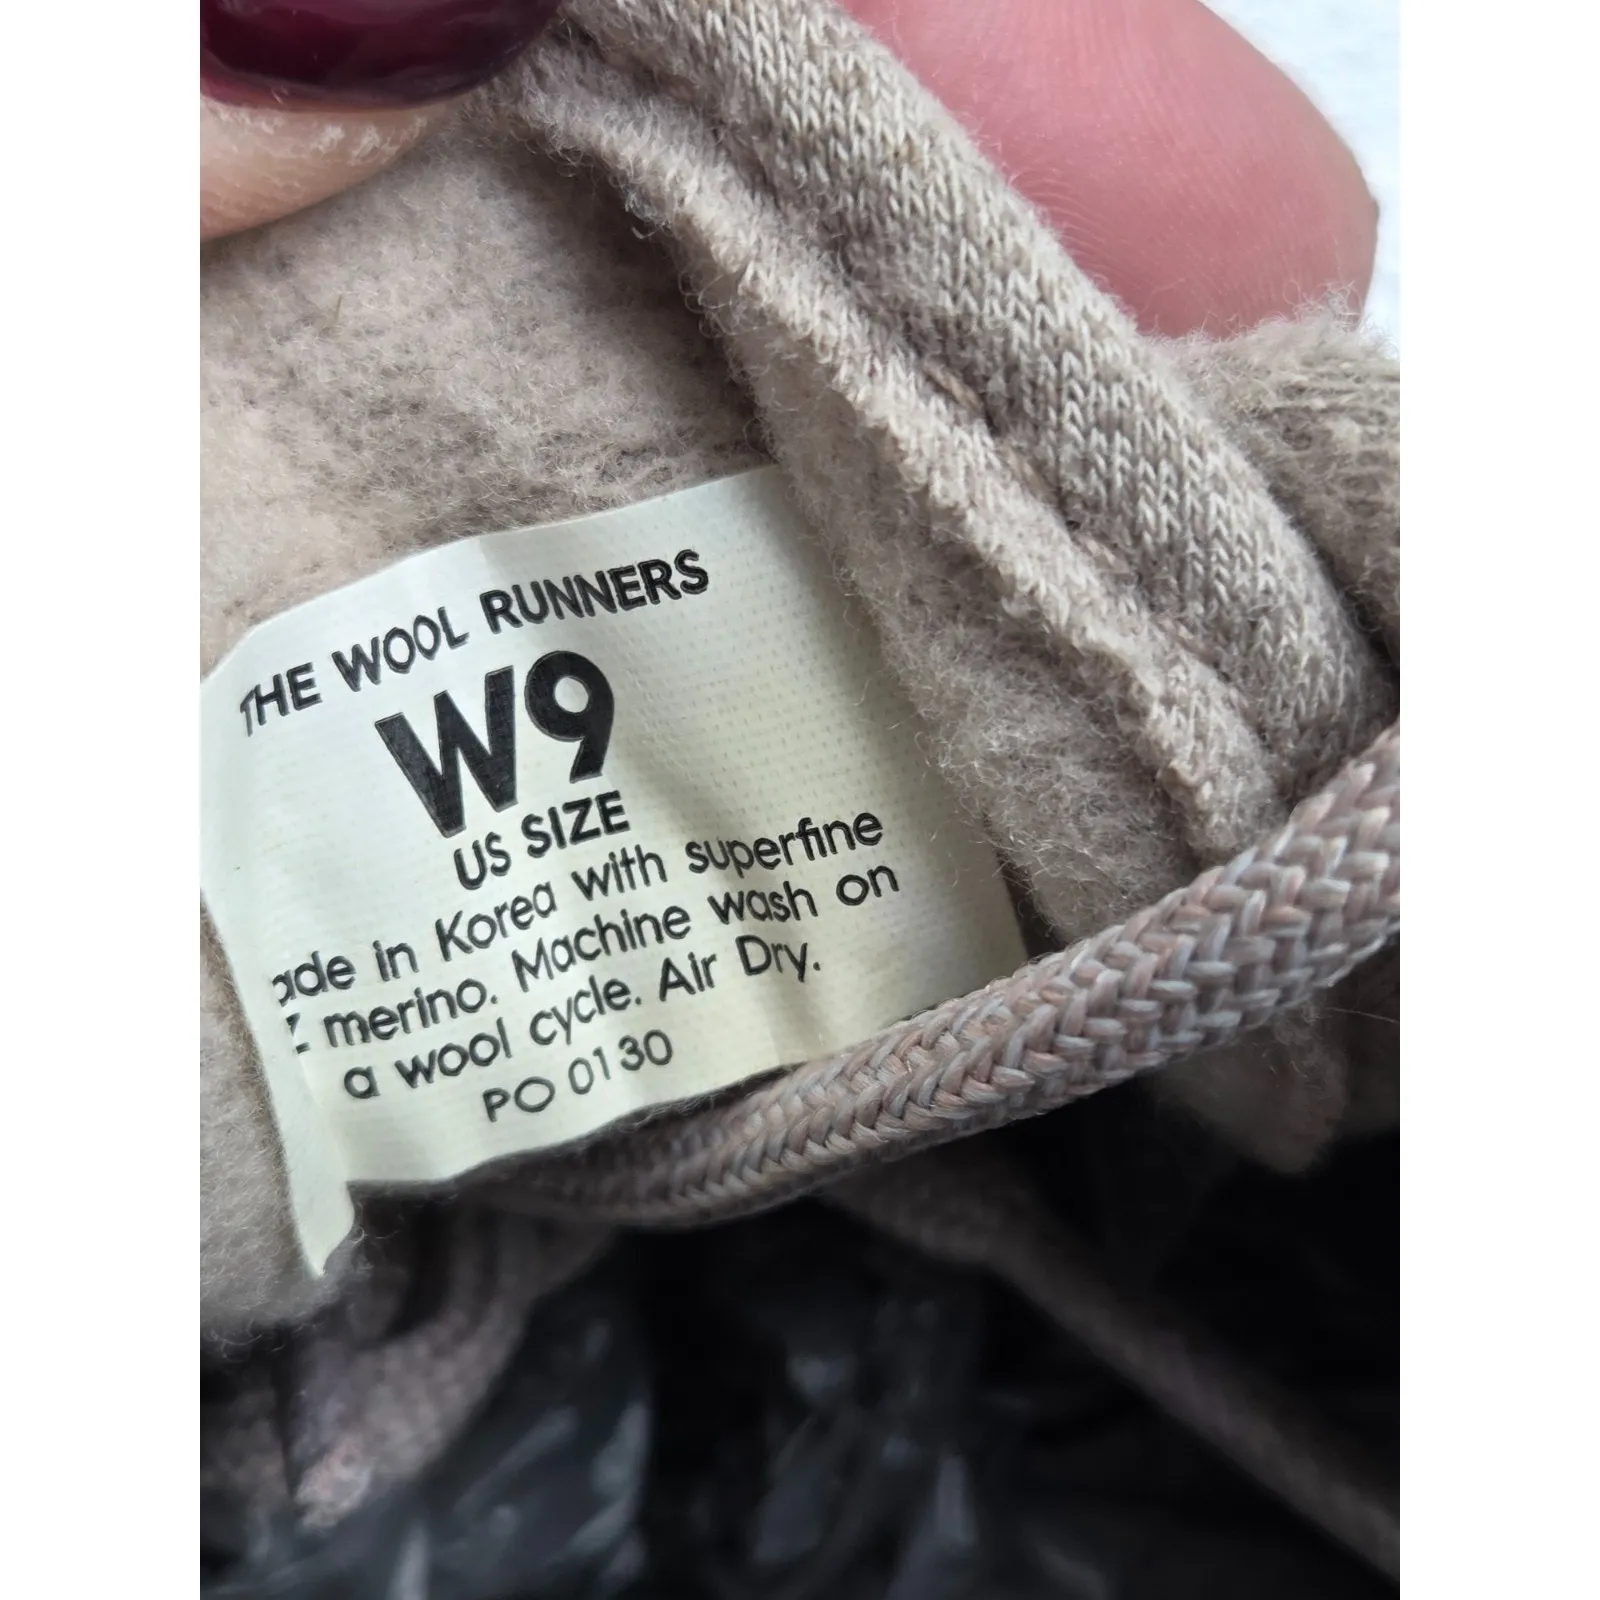 THE WOOL RUNNERS
W9
US SIZE
ade in Korea with superfine
Z merino. Machine wash on
a wool cycle. Air Dry.
PO 0130